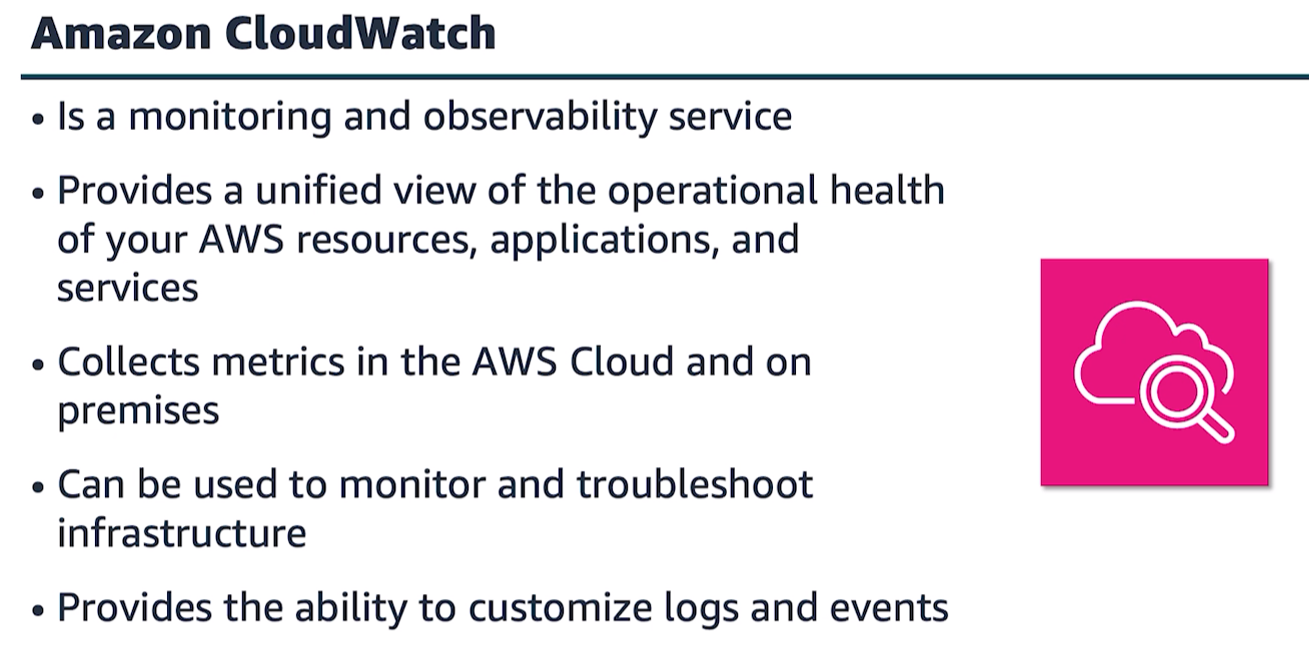 Amazon CloudWatch
• Is a monitoring and observability service
• Provides a unified view of the operational health
of your AWS resources, applications, and
services
• Collects metrics in the AWS Cloud and on
premises
• Can be used to monitor and troubleshoot
infrastructure
• Provides the ability to customize logs and events